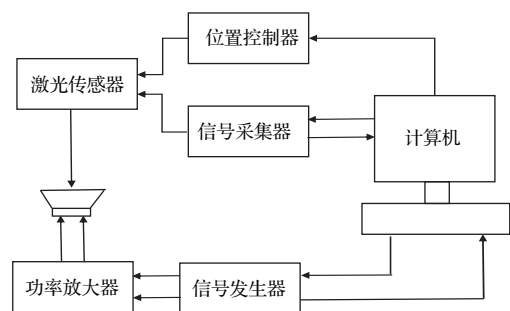 位置控制器
激光传感器
信号采集器
计算机
功率放大器
信号发生器